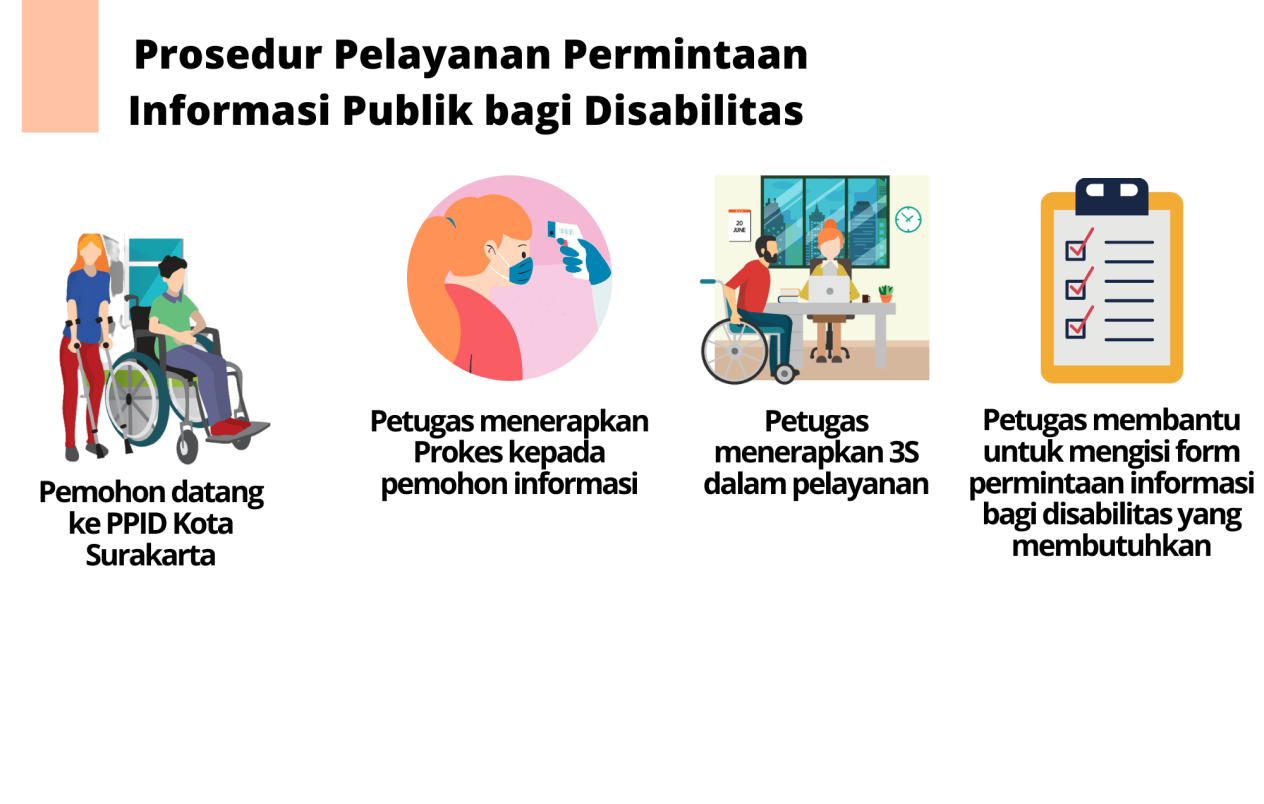 Prosedur Pelayanan Permintaan
Informasi Publik bagi Disabilitas
Pemohon datang
ke PPID Kota
Surakarta
Petugas menerapkan
Prokes kepada
pemohon informasi
20
JUNE
Petugas
menerapkan 3S
dalam pelayanan
Petugas membantu
untuk mengisi form
permintaan informasi
bagi disabilitas yang
membutuhkan